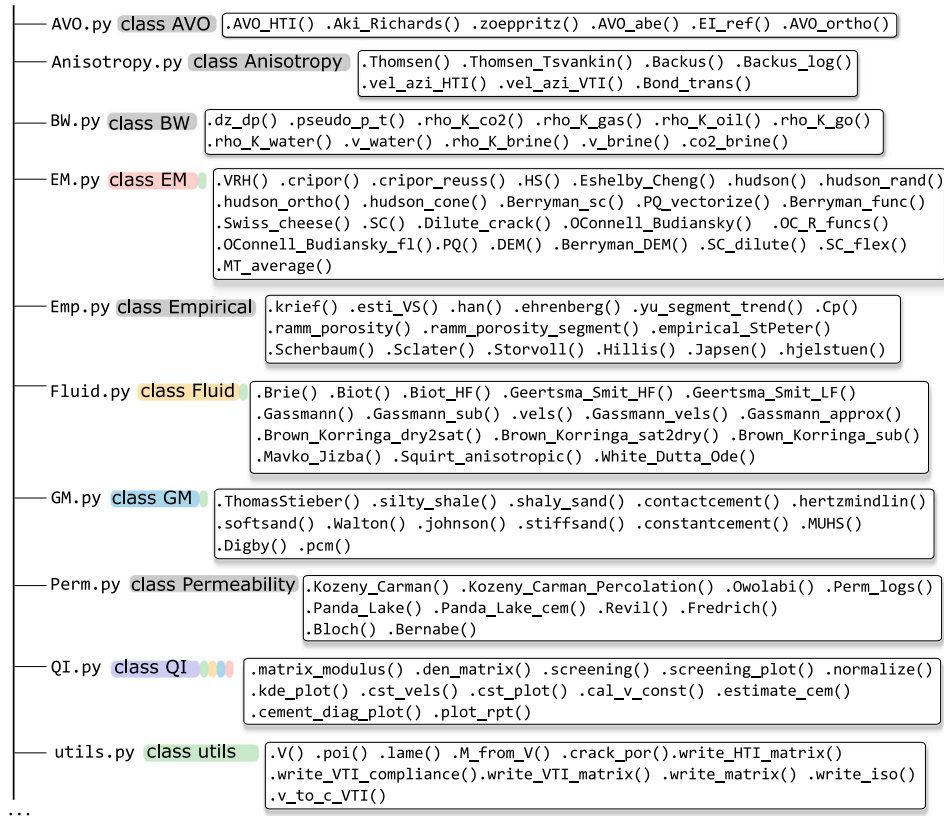 AVO.py class AVO .AVO_HTI() .Aki_Richards() .zoeppritz() .AVO_abe() .EI_ref() .AVO_ortho()
Anisotropy.py class Anisotropy .Thomsen() .Thomsen_Tsvankin() .Backus() .Backus_log()
.vel_azi_HTI() .vel_azi_VTI() .Bond_trans()
BW.py class BW .dz_dp() .pseudo_p_t() .rho_K_co2() .rho_K_gas() .rho_K_oil() .rho_K_go()
.rho_K_water() .v_water() .rho_K_brine() .v_brine() .co2_brine()
EM.py class EM .VRH() .cripor() .cripor_reuss() .HS() .Eshelby_Cheng() .hudson() .hudson_rand()
.hudson_ortho() .hudson_cone() .Berryman_sc() .PQ_vectorize() .Berryman_func()
.Swiss_cheese() .SC() .Dilute_crack() .OConnell_Budiansky() .OC_R_funcs()
.OConnell_Budiansky_fl().PQ() .DEM() .Berryman_DEM() .SC_dilute() .SC_flex()
.MT_average()
Emp.py class Empirical .krief() .esti_VS() .han() .ehrenberg() .yu_segment_trend() .Cp()
.ramm_porosity() .ramm_porosity_segment() .empirical_StPeter()
.Scherbaum() .Sclater() .Storvoll() .Hillis() .Japsen() .hjelstuen()
Fluid.py class Fluid .Brie() .Biot() .Biot_HF() .Geertsma_Smit_HF() .Geertsma_Smit_LF()
.Gassmann() .Gassmann_sub() .vels() .Gassmann_vels() .Gassmann_approx()
.Brown_Korringa_dry2sat() .Brown_Korringa_sat2dry() .Brown_Korringa_sub()
.Mavko_Jizba() .Squirt_anisotropic() .White_Dutta_Ode()
GM.py class GM .ThomasStieber() .silty_shale() .shaly_sand() .contactcement() .hertzmindlin()
.softsand() .Walton() .johnson() .stiffsand() .constantcement() .MUHS()
.Digby() .pcm()
Perm.py class Permeability .Kozeny_Carman() .Kozeny_Carman_Percolation() .Owolabi() .Perm_logs()
.Panda_Lake() .Panda_Lake_cem() .Revil() .Fredrich()
.Bloch() .Bernabe()
QI.py class QI .matrix_modulus() .den_matrix() .screening() .screening_plot() .normalize()
.kde_plot() .cst_vels() .cst_plot() .cal_v_const() .estimate_cem()
.cement_diag_plot() .plot_rpt()
utils.py class utils .V() .poi() .lame() .M_from_V() .crack_por().write_HTI_matrix()
.write_VTI_compliance().write_VTI_matrix() .write_matrix() .write_iso()
.v_to_c_VTI()
...